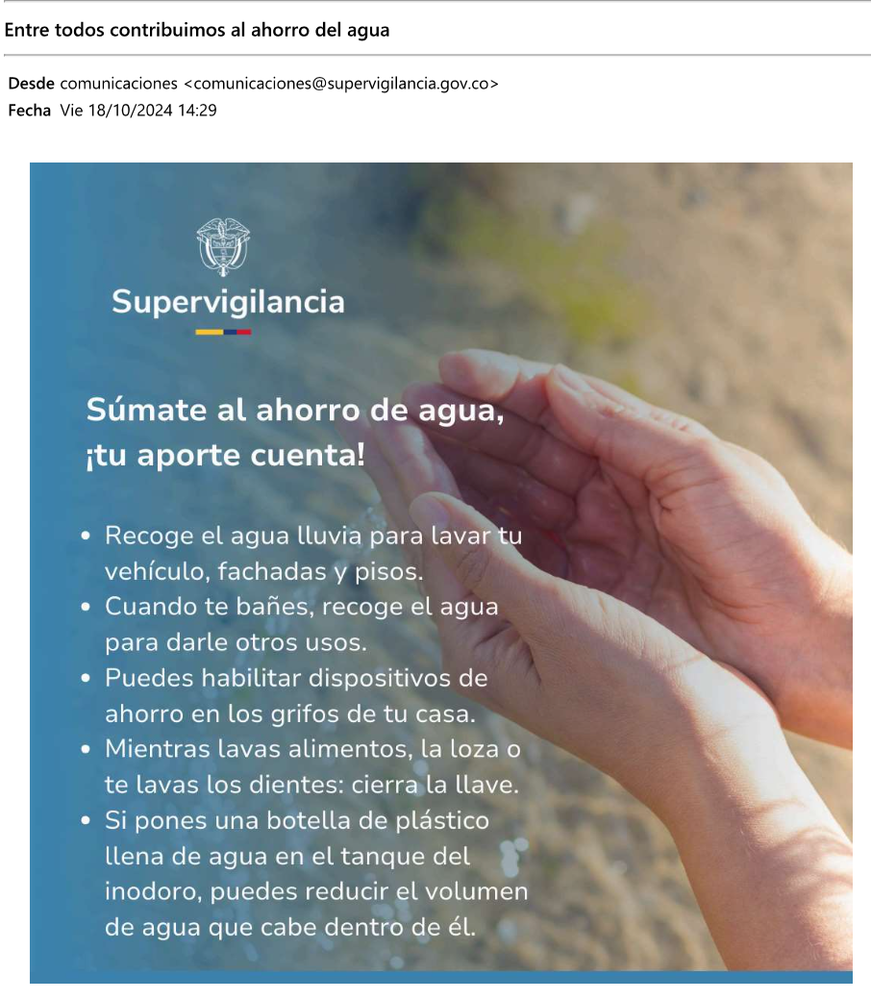 Entre todos contribuimos al ahorro del agua
Desde comunicaciones <comunicaciones@supervigilancia.gov.co>
Fecha Vie 18/10/2024 14:29
Supervigilancia
Súmate al ahorro de agua,
¡tu aporte cuenta!
• Recoge el agua lluvia para lavar tu
vehículo, fachadas y pisos.
• Cuando te bañes, recoge el agua
para darle otros usos.
• Puedes habilitar dispositivos de
ahorro en los grifos de tu casa.
• Mientras lavas alimentos, la loza o
te lavas los dientes: cierra la llave.
• Si pones una botella de plástico
llena de agua en el tanque del
inodoro, puedes reducir el volumen
de agua que cabe dentro de él.